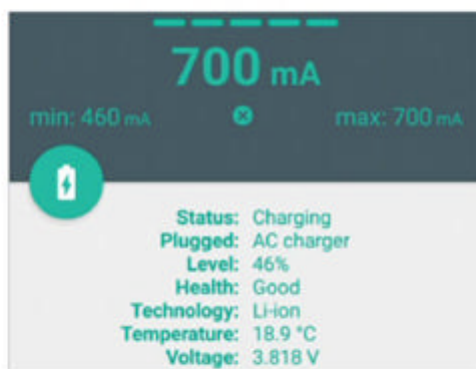 700 mA
min: 460 mA max: 700 mA
Status: Charging
Plugged: AC charger
Level: 46%
Health: Good
Technology: Li-ion
Temperature: 18.9 °C
Voltage: 3.818 V